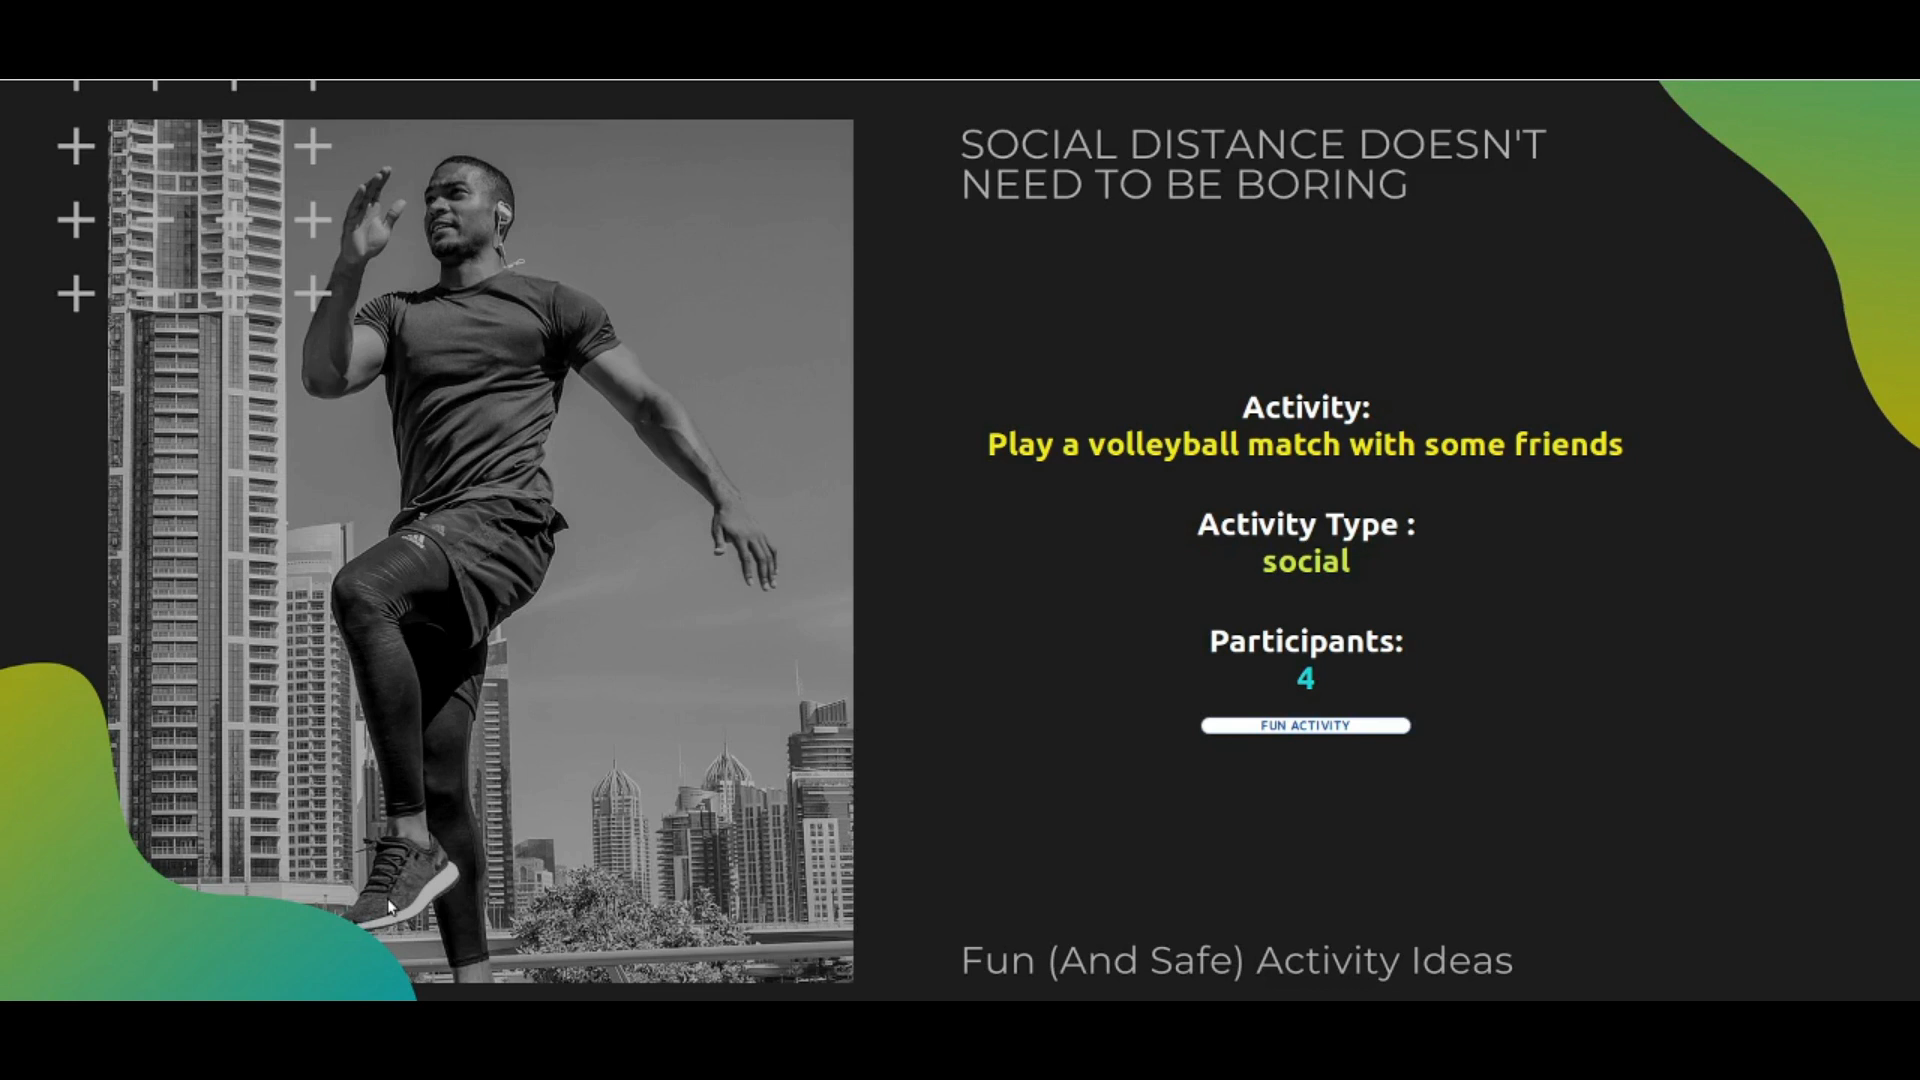 SOCIAL DISTANCE DOESN'T
NEED TO BE BORING
Activity:
Play a volleyball match with some friends
Activity Type :
social
Participants:
4
FUN ACTIVITY
Fun (And Safe) Activity Ideas